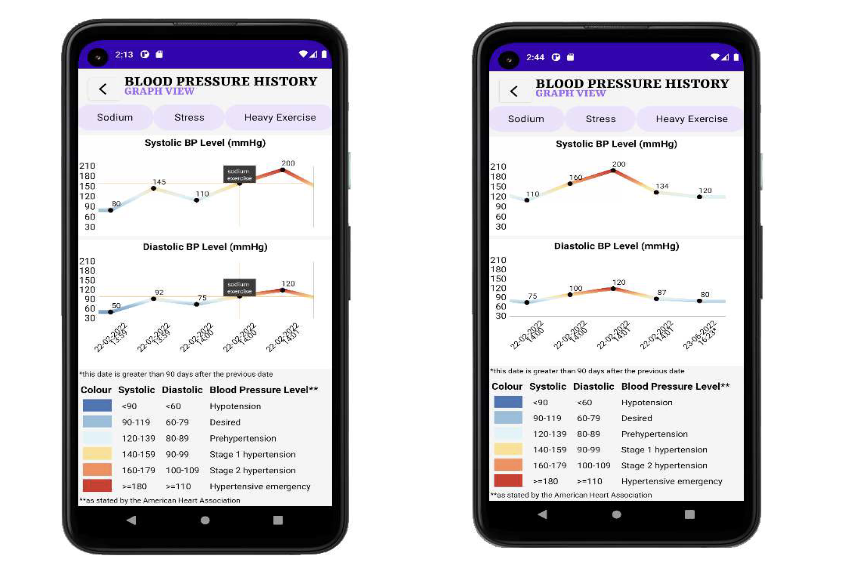 2:13
BLOOD PRESSURE HISTORY
GRAPH VIEW
Sodium Stress Heavy Exercise
Systolic BP Level (mmHg)
210
180
150
120
90
60
30
80
145
110
sodium
exercise
200
Diastolic BP Level (mmHg)
210
180
150
120
90
60
30
50
92
75
sodium
exercise
120
22-02-2022
13:59
22-02-2022
13:59
22-02-2022
14:00
22-02-2022
14:00
22-02-2022
14:01
*this date is greater than 90 days after the previous date
Colour Systolic Diastolic Blood Pressure Level**
<90 <60 Hypotension
90-119 60-79 Desired
120-139 80-89 Prehypertension
140-159 90-99 Stage 1 hypertension
160-179 100-109 Stage 2 hypertension
>=180 >=110 Hypertensive emergency
**as stated by the American Heart Association
2:44
BLOOD PRESSURE HISTORY
GRAPH VIEW
Sodium Stress Heavy Exercise
Systolic BP Level (mmHg)
210
180
150
120
90
60
30
110
160
200
134
120
Diastolic BP Level (mmHg)
210
180
150
120
90
60
30
75
100
120
87
80
22-02-2022
14:00
22-02-2022
14:00
22-02-2022
14:01
22-02-2022
14:01
23-06-2022
16:23*
*this date is greater than 90 days after the previous date
Colour Systolic Diastolic Blood Pressure Level**
<90 <60 Hypotension
90-119 60-79 Desired
120-139 80-89 Prehypertension
140-159 90-99 Stage 1 hypertension
160-179 100-109 Stage 2 hypertension
>=180 >=110 Hypertensive emergency
**as stated by the American Heart Association